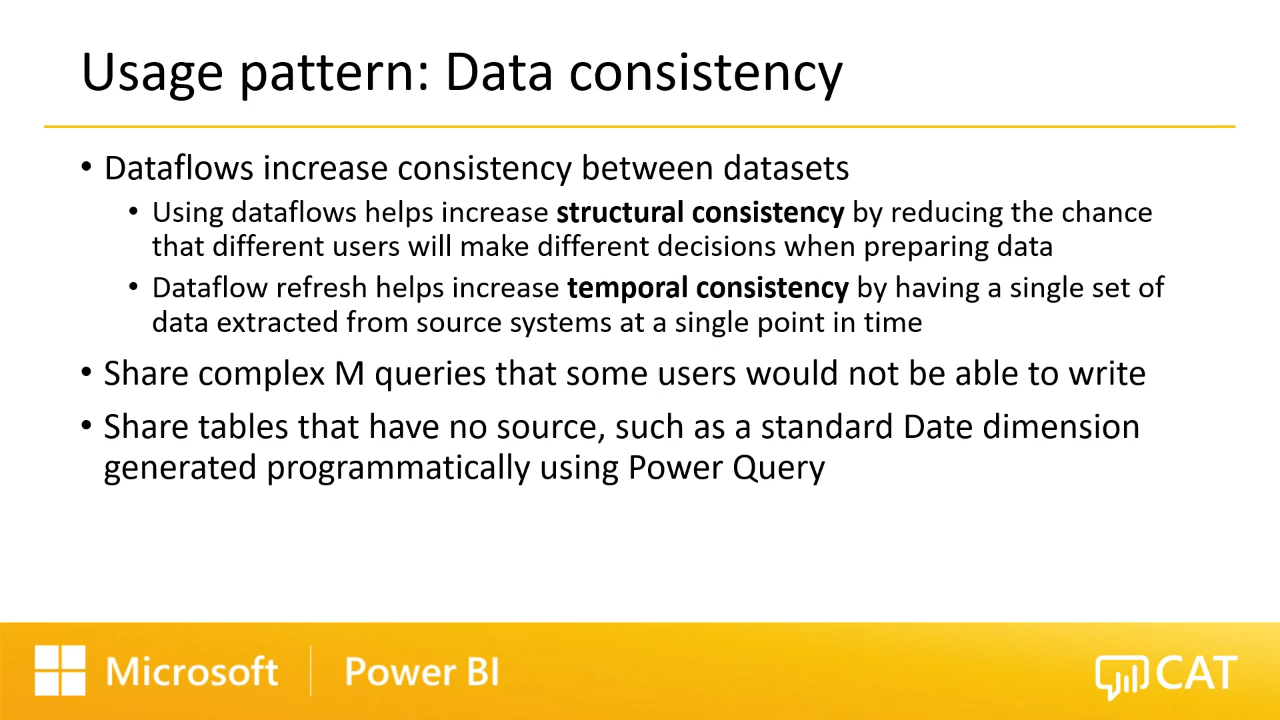 Usage pattern: Data consistency
• Dataflows increase consistency between datasets
• Using dataflows helps increase structural consistency by reducing the chance
that different users will make different decisions when preparing data
• Dataflow refresh helps increase temporal consistency by having a single set of
data extracted from source systems at a single point in time
• Share complex M queries that some users would not be able to write
• Share tables that have no source, such as a standard Date dimension
generated programmatically using Power Query
Microsoft | Power BI
CAT